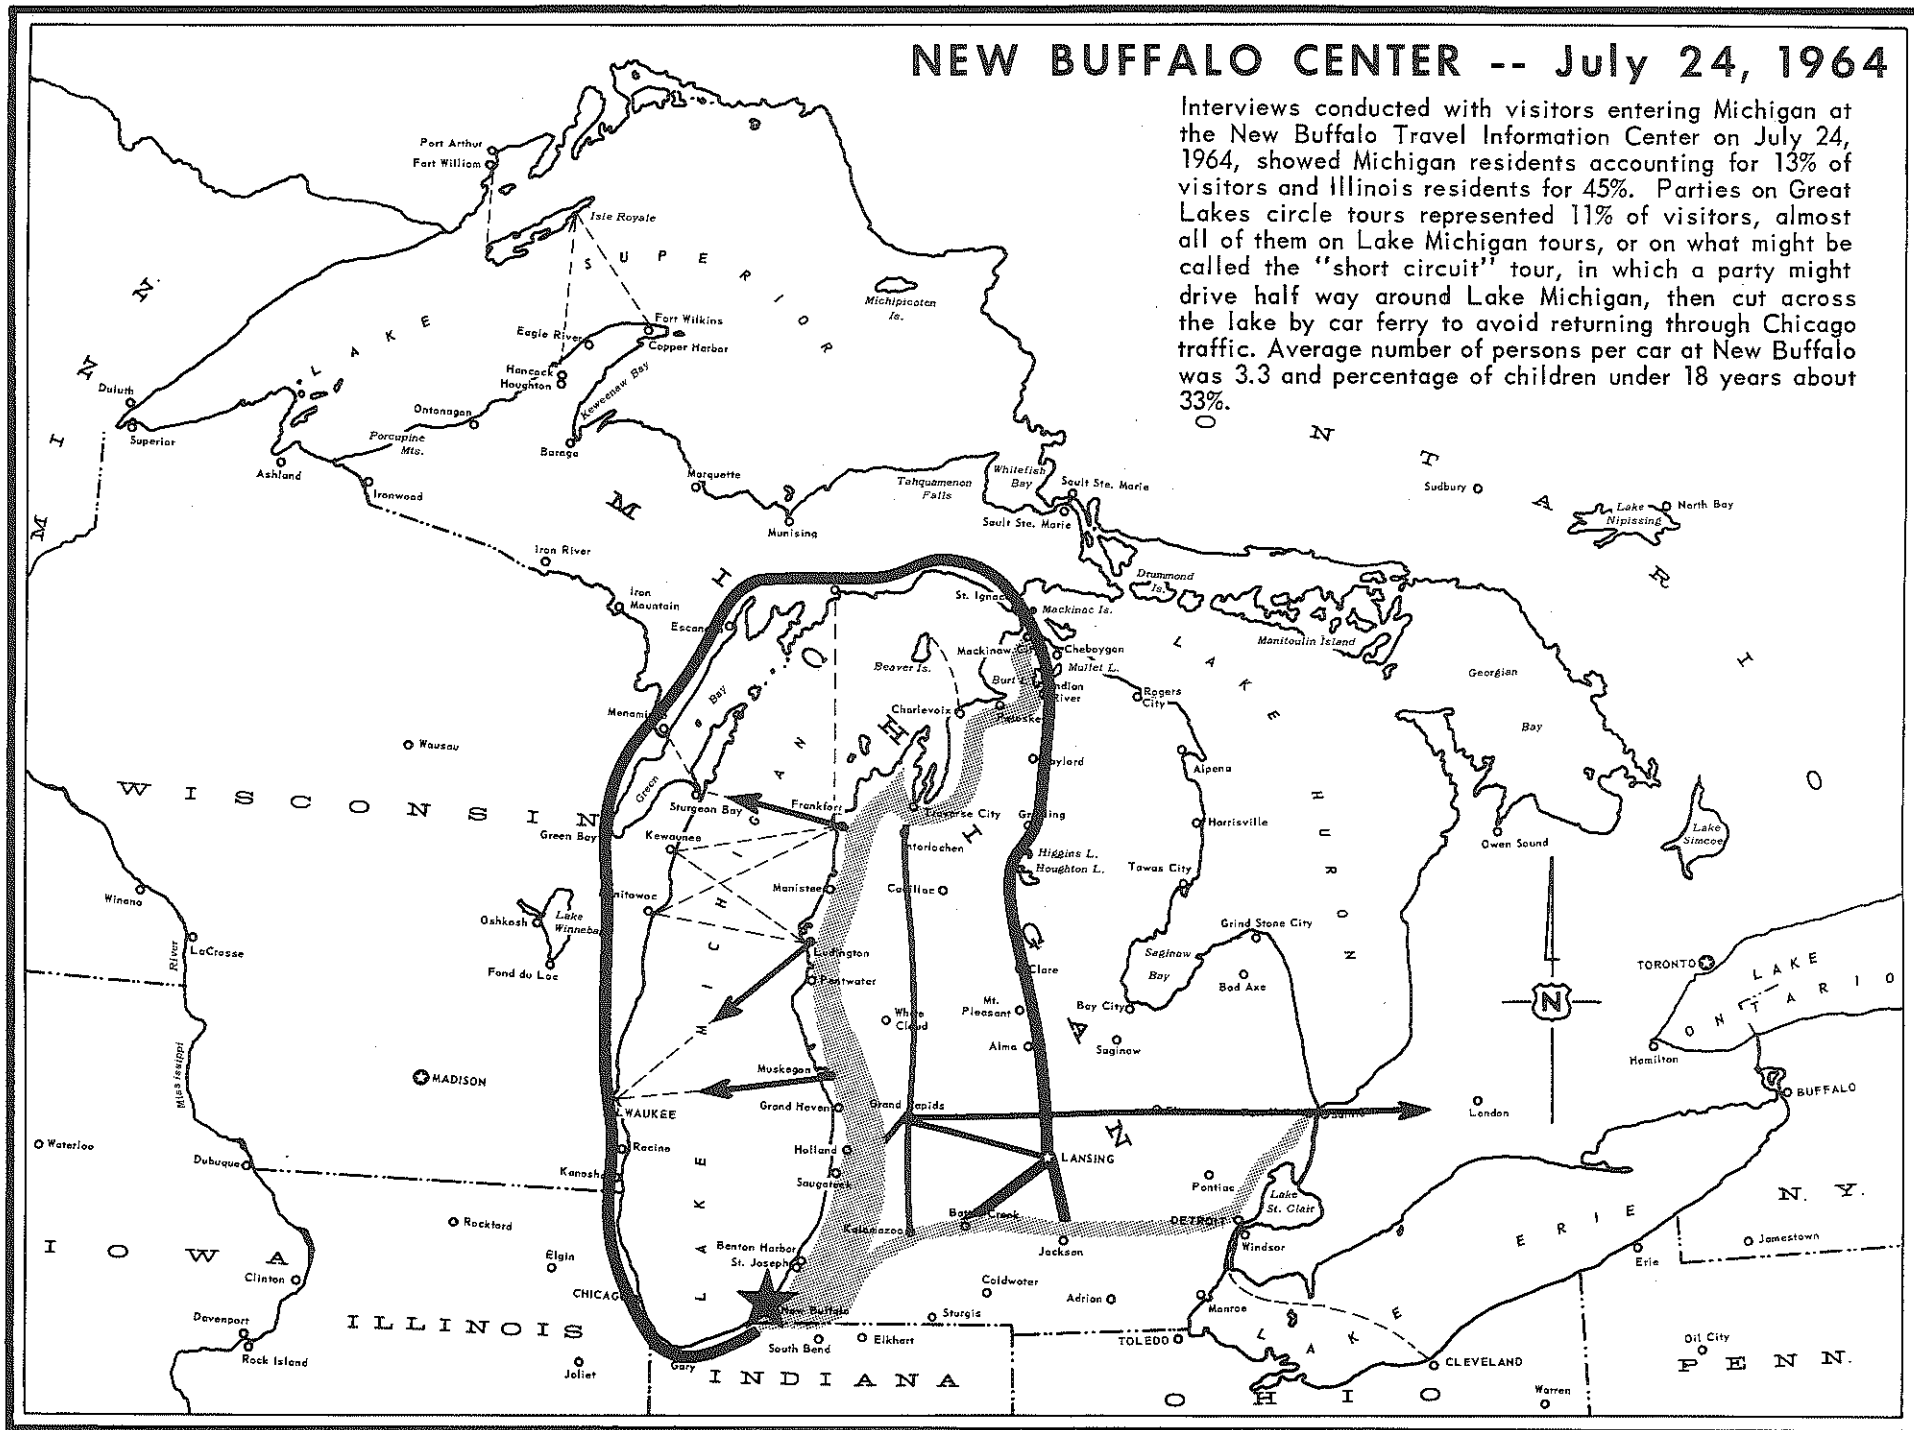 NEW BUFFALO CENTER -- July 24, 1964
Interviews conducted with visitors entering Michigan at
the New Buffalo Travel Information Center on July 24,
1964, showed Michigan residents accounting for 13% of
visitors and Illinois residents for 45%. Parties on Great
Lakes circle tours represented 11% of visitors, almost
all of them on Lake Michigan tours, or on what might be
called the "short circuit" tour, in which a party might
drive half way around Lake Michigan, then cut across
the lake by car ferry to avoid returning through Chicago
traffic. Average number of persons per car at New Buffalo
was 3.3 and percentage of children under 18 years about
33%.
Port Arthur
Fort William
Isle Royale
LAKE SUPERIOR
Michipicoten
Is.
Fort Wilkins
Eagle River
Copper Harbor
Hancock
Houghton
Keweenaw Bay
Duluth
Superior
Ontonagon
Porcupine
Mts.
Baraga
Ashland
Ironwood
MINN
ONTARIO
Marquette
Munising
Tahquamenon
Falls
Whitefish
Bay
Sault Ste. Marie
Sault Ste. Marie
Sudbury
Lake
Nipissing
North Bay
Iron River
Iron
Mountain
MICHIGAN
St. Ignac
Mackinac Is.
Drummond
Is.
Manitoulin Island
Escan
Mackinaw C
Cheboygan
Mullet L.
Beaver Is.
Burt L.
Indian
River
Rogers
City
LAKE HURON
Georgian
Bay
Charlevoix
Petoskey
Menomi
Bay
Green
Wausau
WISCONSIN
Sturgeon Bay
Frankfort
Traverse City
Gaylord
Alpena
Green Bay
Kewaunee
Interlochen
Grayling
Harrisville
Owen Sound
Lake
Simcoe
Higgins L.
Houghton L.
Winona
Manistee
Cadillac
Tawas City
nitowoc
Oshkosh
Lake
Winneba
Grind Stone City
River
LaCrosse
Fond du Lac
Ludington
Pentwater
Clare
Saginaw
Bay
Bad Axe
TORONTO
LAKE
ONTARIO
N
White
Cloud
Mt.
Pleasant
Bay City
Alma
Saginaw
Hamilton
Mississippi
MADISON
Muskegon
BUFFALO
LWAUKEE
Grand Haven
Grand Rapids
London
Waterloo
Racine
Holland
LANSING
Dubuque
Kenosha
Saugatuck
Pontiac
Lake
St. Clair
N. Y.
Rockford
LAKE MICHIGAN
Battle Creek
Kalamazoo
DETROIT
Windsor
LAKE ERIE
Jamestown
Erie
IOWA
Elgin
Benton Harbor
St. Joseph
Jackson
Clinton
CHICAG
Coldwater
Adrian
Monroe
Davenport
ILLINOIS
New Buffalo
Sturgis
Rock Island
Joliet
Gary
South Bend
Elkhart
TOLEDO
CLEVELAND
Oil City
PENN.
INDIANA
OHIO
Warren